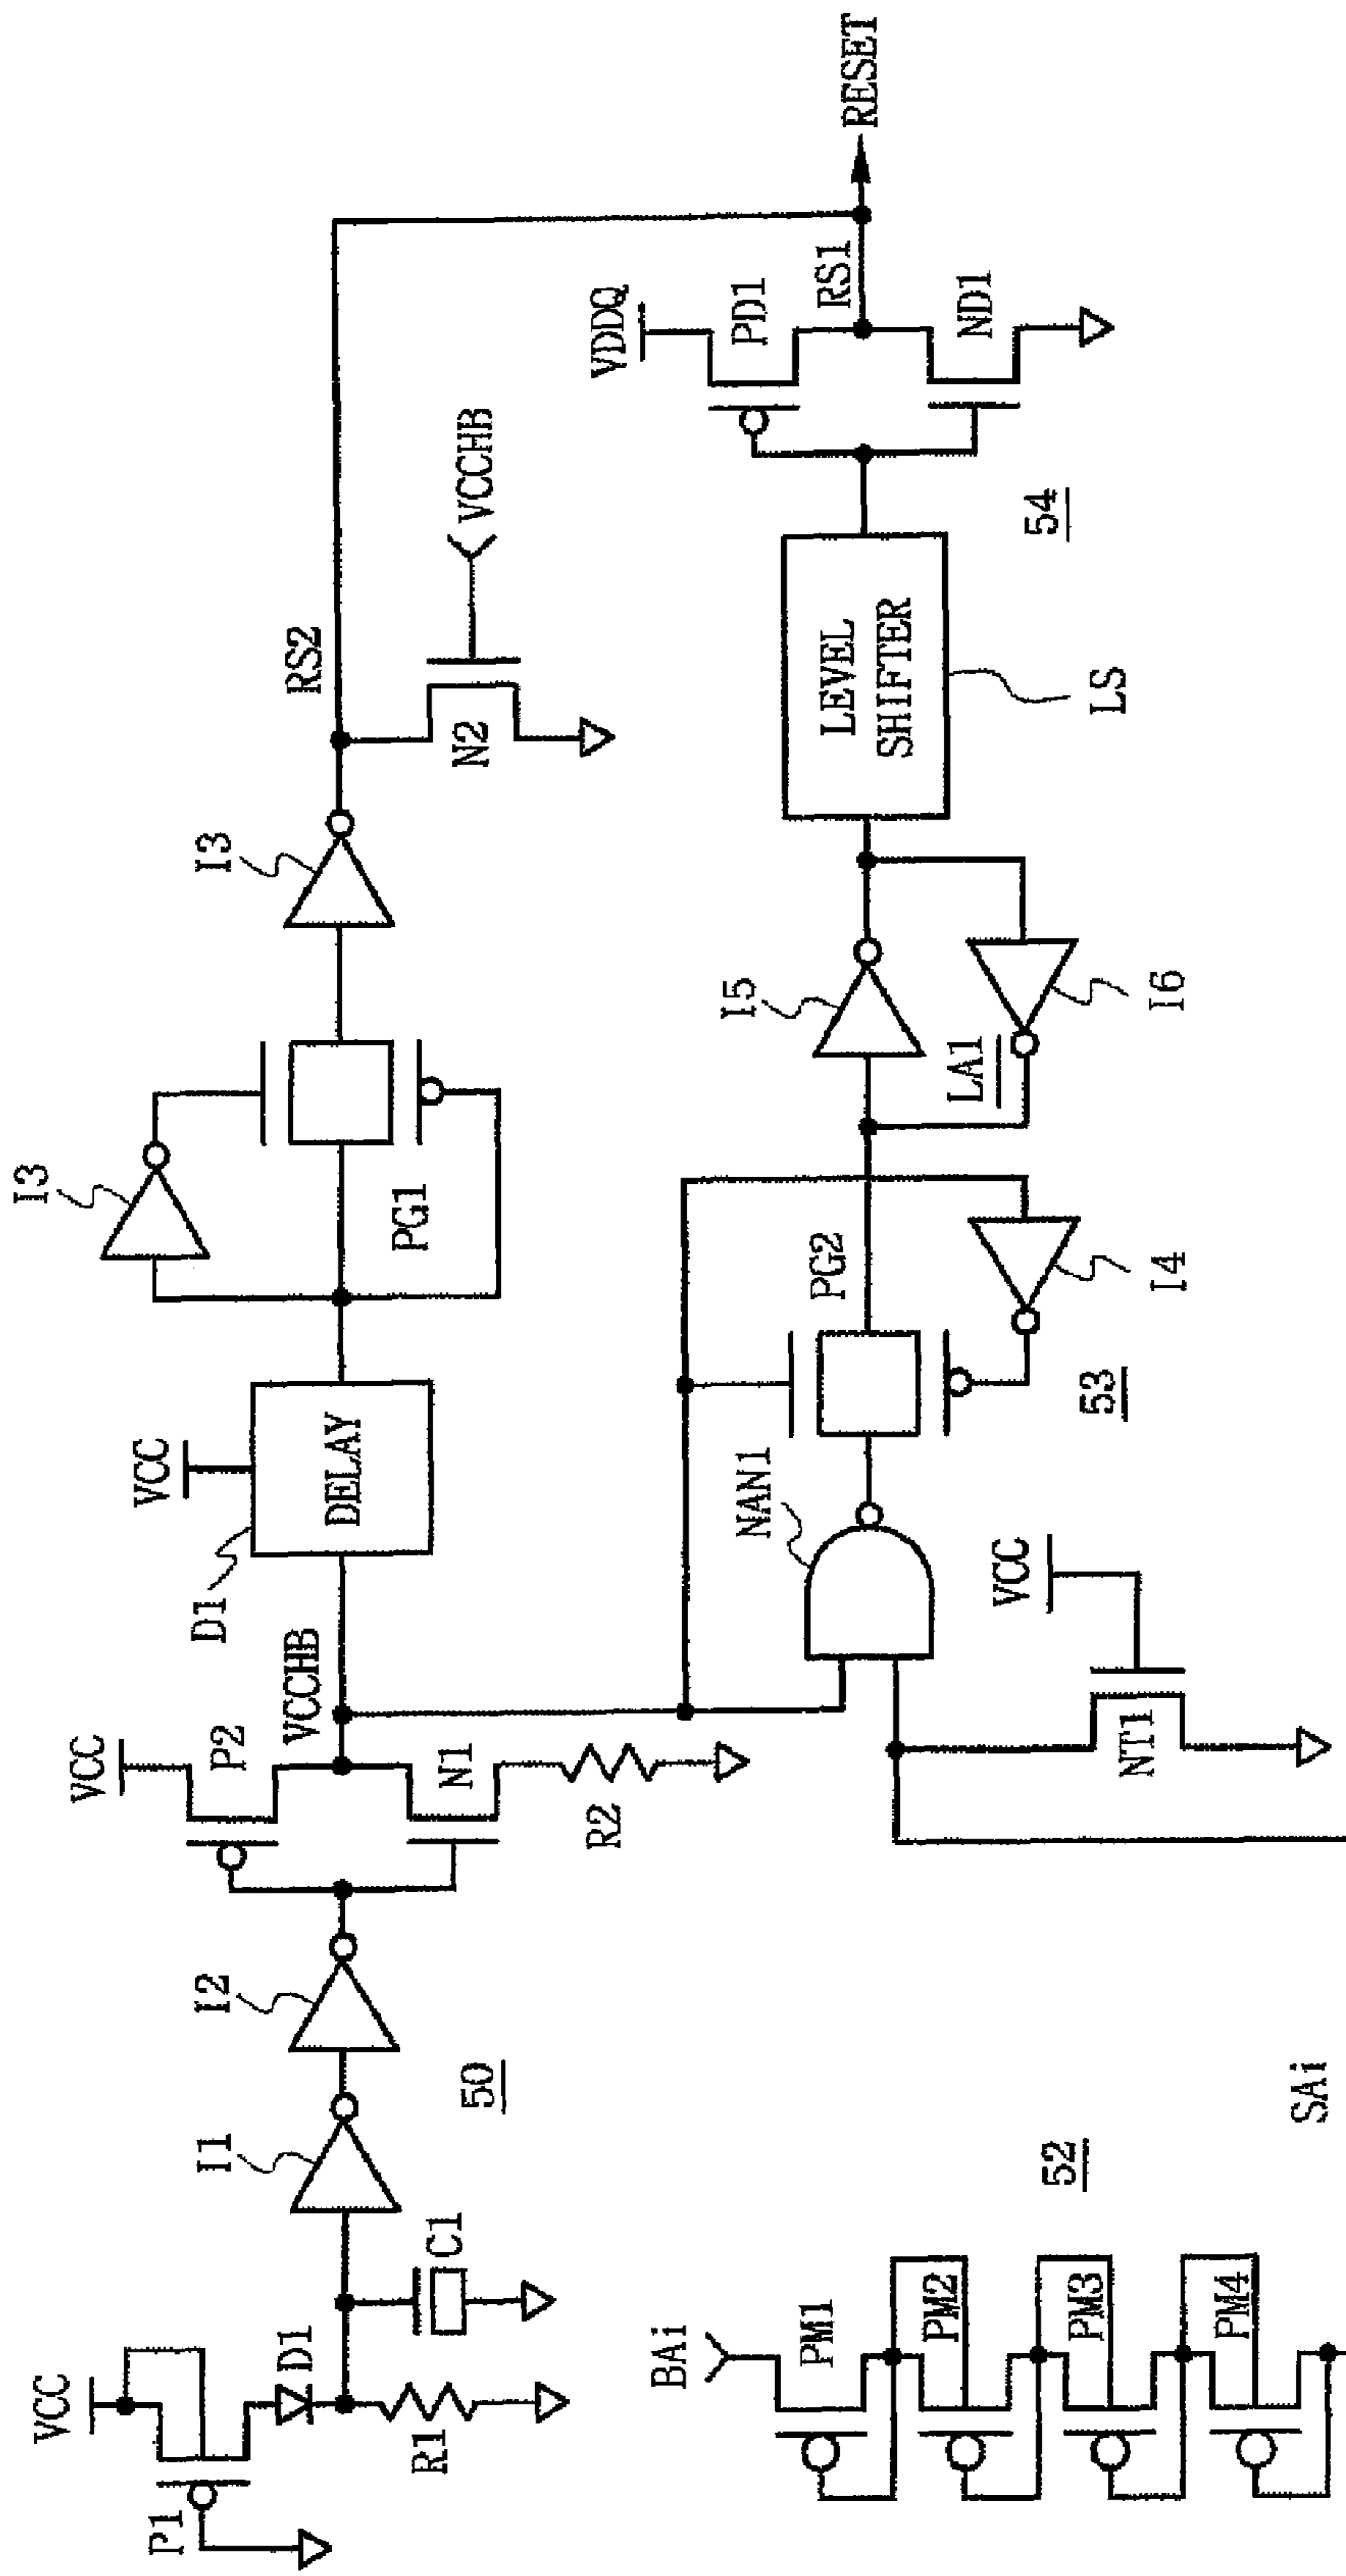 VCC
P1
D1
R1
C1
I1
I2
50
VCC
P2
N1
R2
VCCHB
D1
VCC
DELAY
I3
PG1
I3
RS2
N2
VCCHB
RESET
BAi
PM1
PM2
PM3
PM4
52
SAi
NT1
VCC
NAN1
PG2
53
I4
I5
LA1
I6
LEVEL
SHIFTER
LS
54
VDDQ
PD1
RS1
ND1